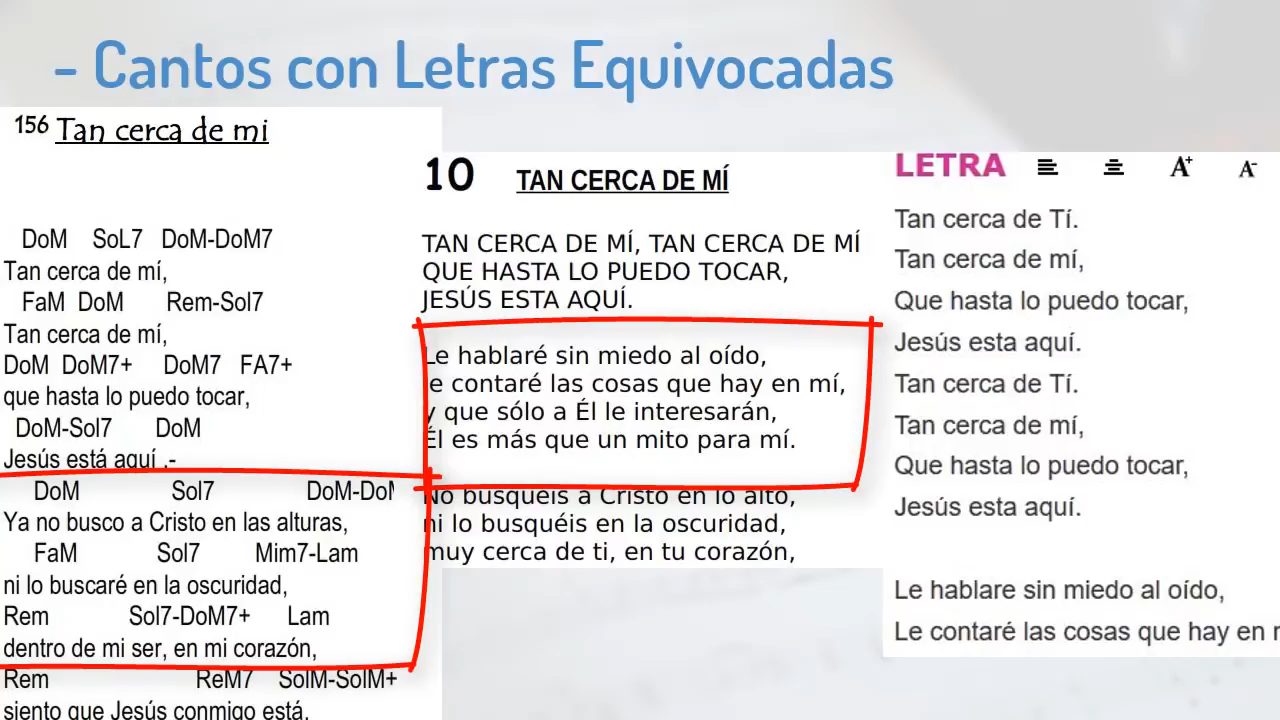 - Cantos con Letras Equivocadas
156 Tan cerca de mi
DoM SoL7 DoM-DoM7
Tan cerca de mí,
FaM DoM Rem-Sol7
Tan cerca de mí,
DoM DoM7+ DoM7 FA7+
que hasta lo puedo tocar,
DoM-Sol7 DoM
Jesús está aquí .-
DoM Sol7 DoM-DoM
Ya no busco a Cristo en las alturas,
FaM Sol7 Mim7-Lam
ni lo buscaré en la oscuridad,
Rem Sol7-DoM7+ Lam
dentro de mi ser, en mi corazón,
Rem ReM7 SolM-SolM+
siento que Jesús conmigo está.
10 TAN CERCA DE MÍ
TAN CERCA DE MÍ, TAN CERCA DE MÍ
QUE HASTA LO PUEDO TOCAR,
JESÚS ESTA AQUÍ.
Le hablaré sin miedo al oído,
le contaré las cosas que hay en mí,
y que sólo a Él le interesarán,
Él es más que un mito para mí.
No busquéis a Cristo en lo alto,
ni lo busquéis en la oscuridad,
muy cerca de ti, en tu corazón,
LETRA A+ A-
Tan cerca de Tí.
Tan cerca de mí,
Que hasta lo puedo tocar,
Jesús esta aquí.
Tan cerca de Tí.
Tan cerca de mí,
Que hasta lo puedo tocar,
Jesús esta aquí.
Le hablare sin miedo al oído,
Le contaré las cosas que hay en